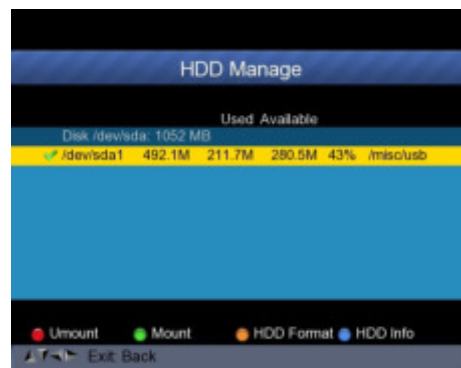 HDD Manage
Used Available
Disk /dev/sda: 1052 MB
/dev/sda1 492.1M 211.7M 280.5M 43% /misc/usb
Umount Mount HDD Format HDD Info
Exit: Back